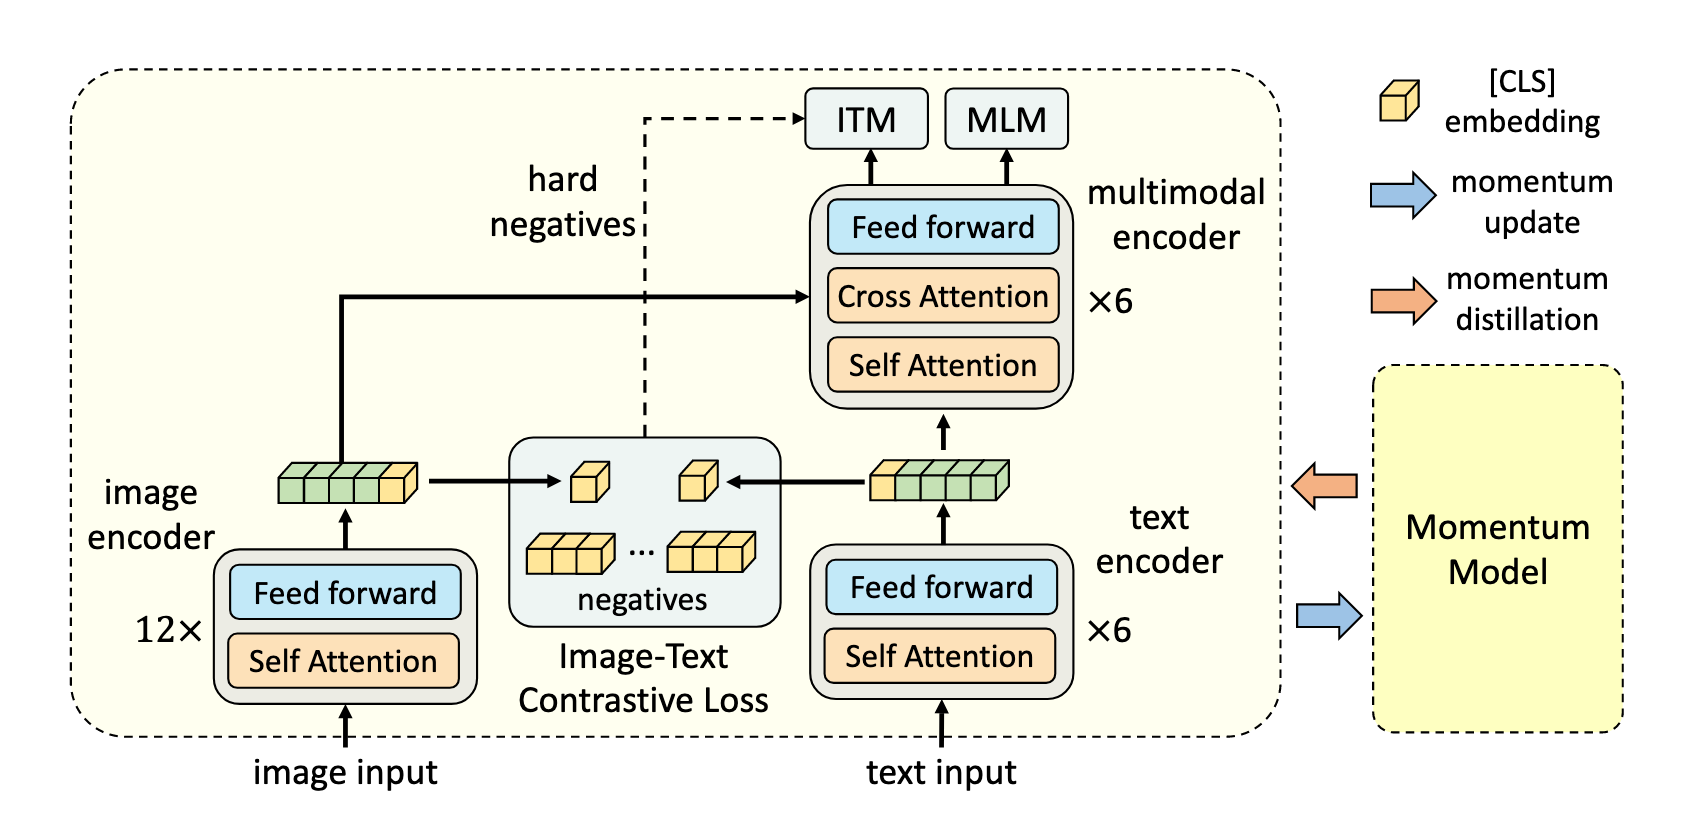 ITM
MLM
hard
negatives
Feed forward
Cross Attention
Self Attention
multimodal
encoder
×6
image
encoder
12×
Feed forward
Self Attention
...
negatives
Image-Text
Contrastive Loss
text
encoder
×6
Feed forward
Self Attention
image input
text input
[CLS]
embedding
momentum
update
momentum
distillation
Momentum
Model